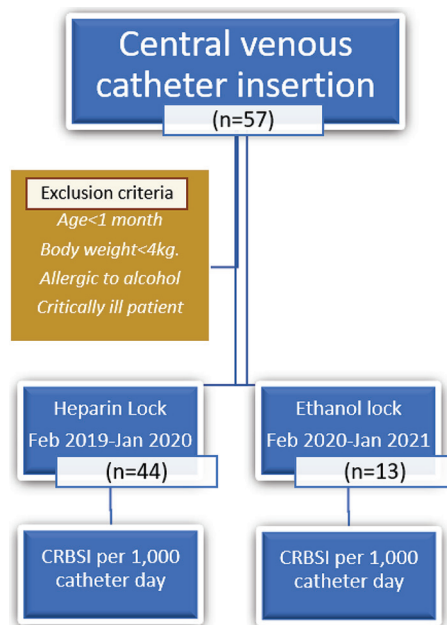 Central venous
catheter insertion
(n=57)
Exclusion criteria
Age<1 month
Body weight<4kg.
Allergic to alcohol
Critically ill patient
Heparin Lock
Feb 2019-Jan 2020
(n=44)
Ethanol lock
Feb 2020-Jan 2021
(n=13)
CRBSI per 1,000
catheter day
CRBSI per 1,000
catheter day